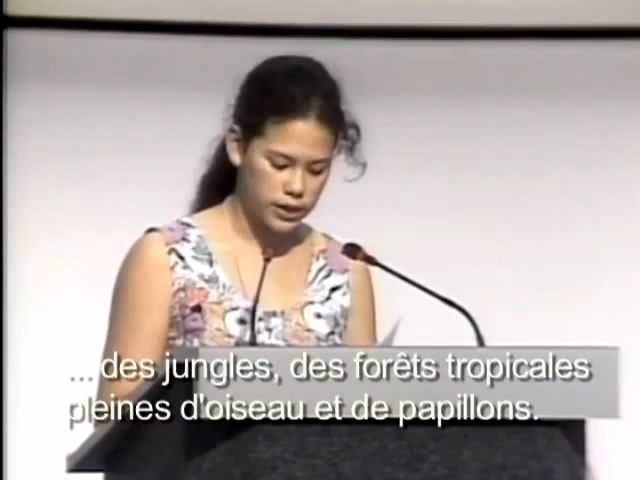 ... des jungles, des forêts tropicales
pleines d'oiseau et de papillons.